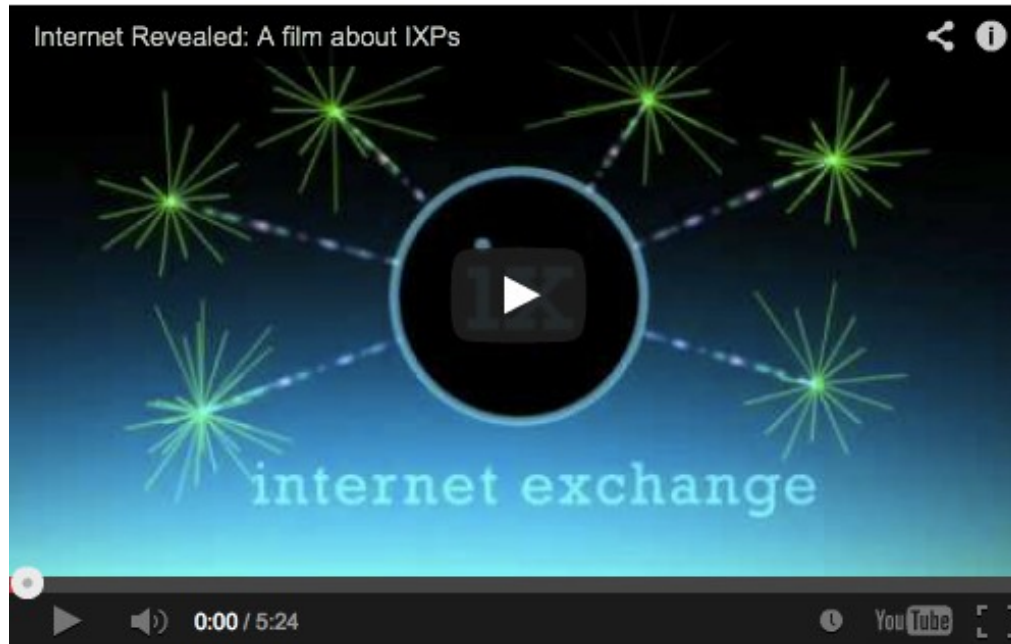 Internet Revealed: A film about IXPs
ix
internet exchange
0:00 / 5:24
YouTube